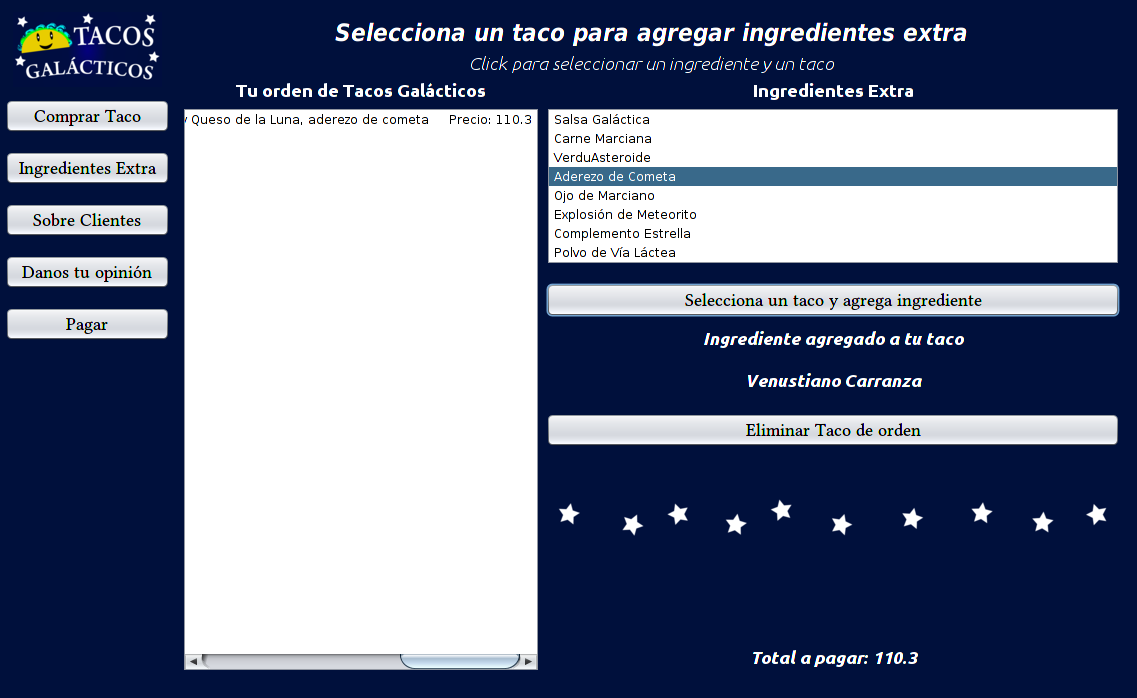 TACOS
GALÁCTICOS
Comprar Taco
Ingredientes Extra
Sobre Clientes
Danos tu opinión
Pagar
Selecciona un taco para agregar ingredientes extra
Click para seleccionar un ingrediente y un taco
Tu orden de Tacos Galácticos
y Queso de la Luna, aderezo de cometa Precio: 110.3
Ingredientes Extra
Salsa Galáctica
Carne Marciana
VerduAsteroide
Aderezo de Cometa
Ojo de Marciano
Explosión de Meteorito
Complemento Estrella
Polvo de Vía Láctea
Selecciona un taco y agrega ingrediente
Ingrediente agregado a tu taco
Venustiano Carranza
Eliminar Taco de orden
Total a pagar: 110.3